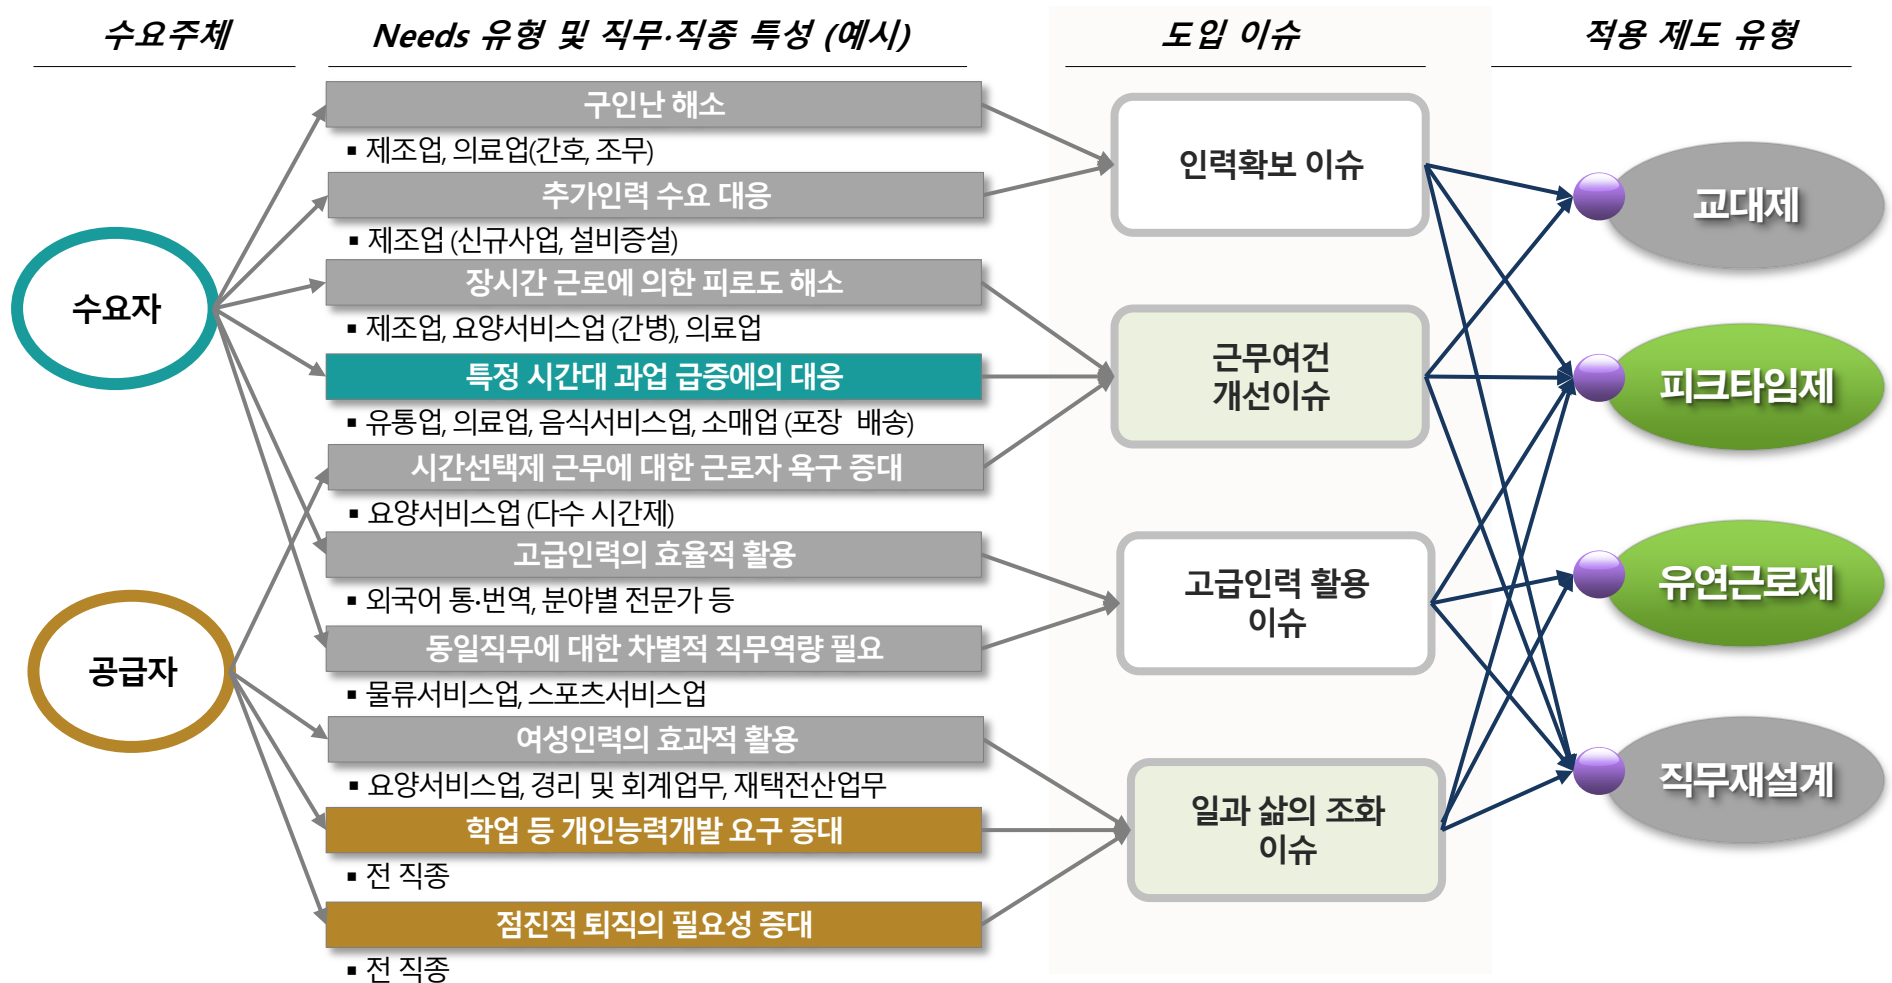 수요주체
Needs 유형 및 직무·직종 특성 (예시)
도입 이슈
적용 제도 유형
수요자
공급자
구인난 해소
▪ 제조업, 의료업(간호, 조무)
추가인력 수요 대응
▪ 제조업 (신규사업, 설비증설)
장시간 근로에 의한 피로도 해소
▪ 제조업, 요양서비스업 (간병), 의료업
특정 시간대 과업 급증에의 대응
▪ 유통업, 의료업, 음식서비스업, 소매업 (포장 배송)
시간선택제 근무에 대한 근로자 욕구 증대
▪ 요양서비스업 (다수 시간제)
고급인력의 효율적 활용
▪ 외국어 통·번역, 분야별 전문가 등
동일직무에 대한 차별적 직무역량 필요
▪ 물류서비스업, 스포츠서비스업
여성인력의 효과적 활용
▪ 요양서비스업, 경리 및 회계업무, 재택전산업무
학업 등 개인능력개발 요구 증대
▪ 전 직종
점진적 퇴직의 필요성 증대
▪ 전 직종
인력확보 이슈
근무여건
개선이슈
고급인력 활용
이슈
일과 삶의 조화
이슈
교대제
피크타임제
유연근로제
직무재설계